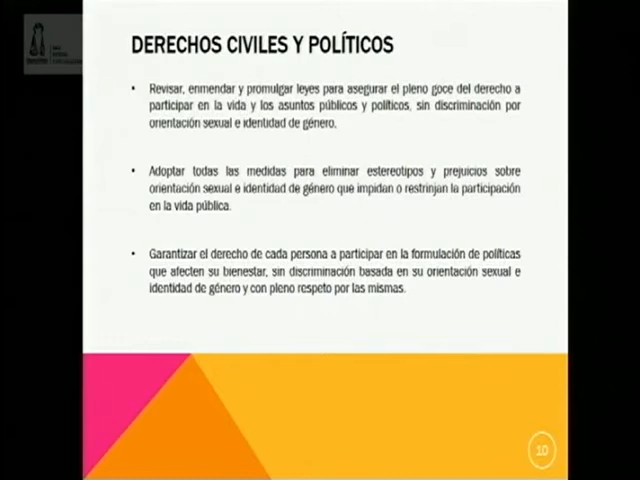 DERECHOS CIVILES Y POLÍTICOS
• Revisar, enmendar y promulgar leyes para asegurar el pleno goce del derecho a
participar en la vida y los asuntos públicos y políticos, sin discriminación por
orientación sexual e identidad de género.
• Adoptar todas las medidas para eliminar estereotipos y prejuicios sobre
orientación sexual e identidad de género que impidan o restrinjan la participación
en la vida pública.
• Garantizar el derecho de cada persona a participar en la formulación de políticas
que afecten su bienestar, sin discriminación basada en su orientación sexual e
identidad de género y con pleno respeto por las mismas.
10